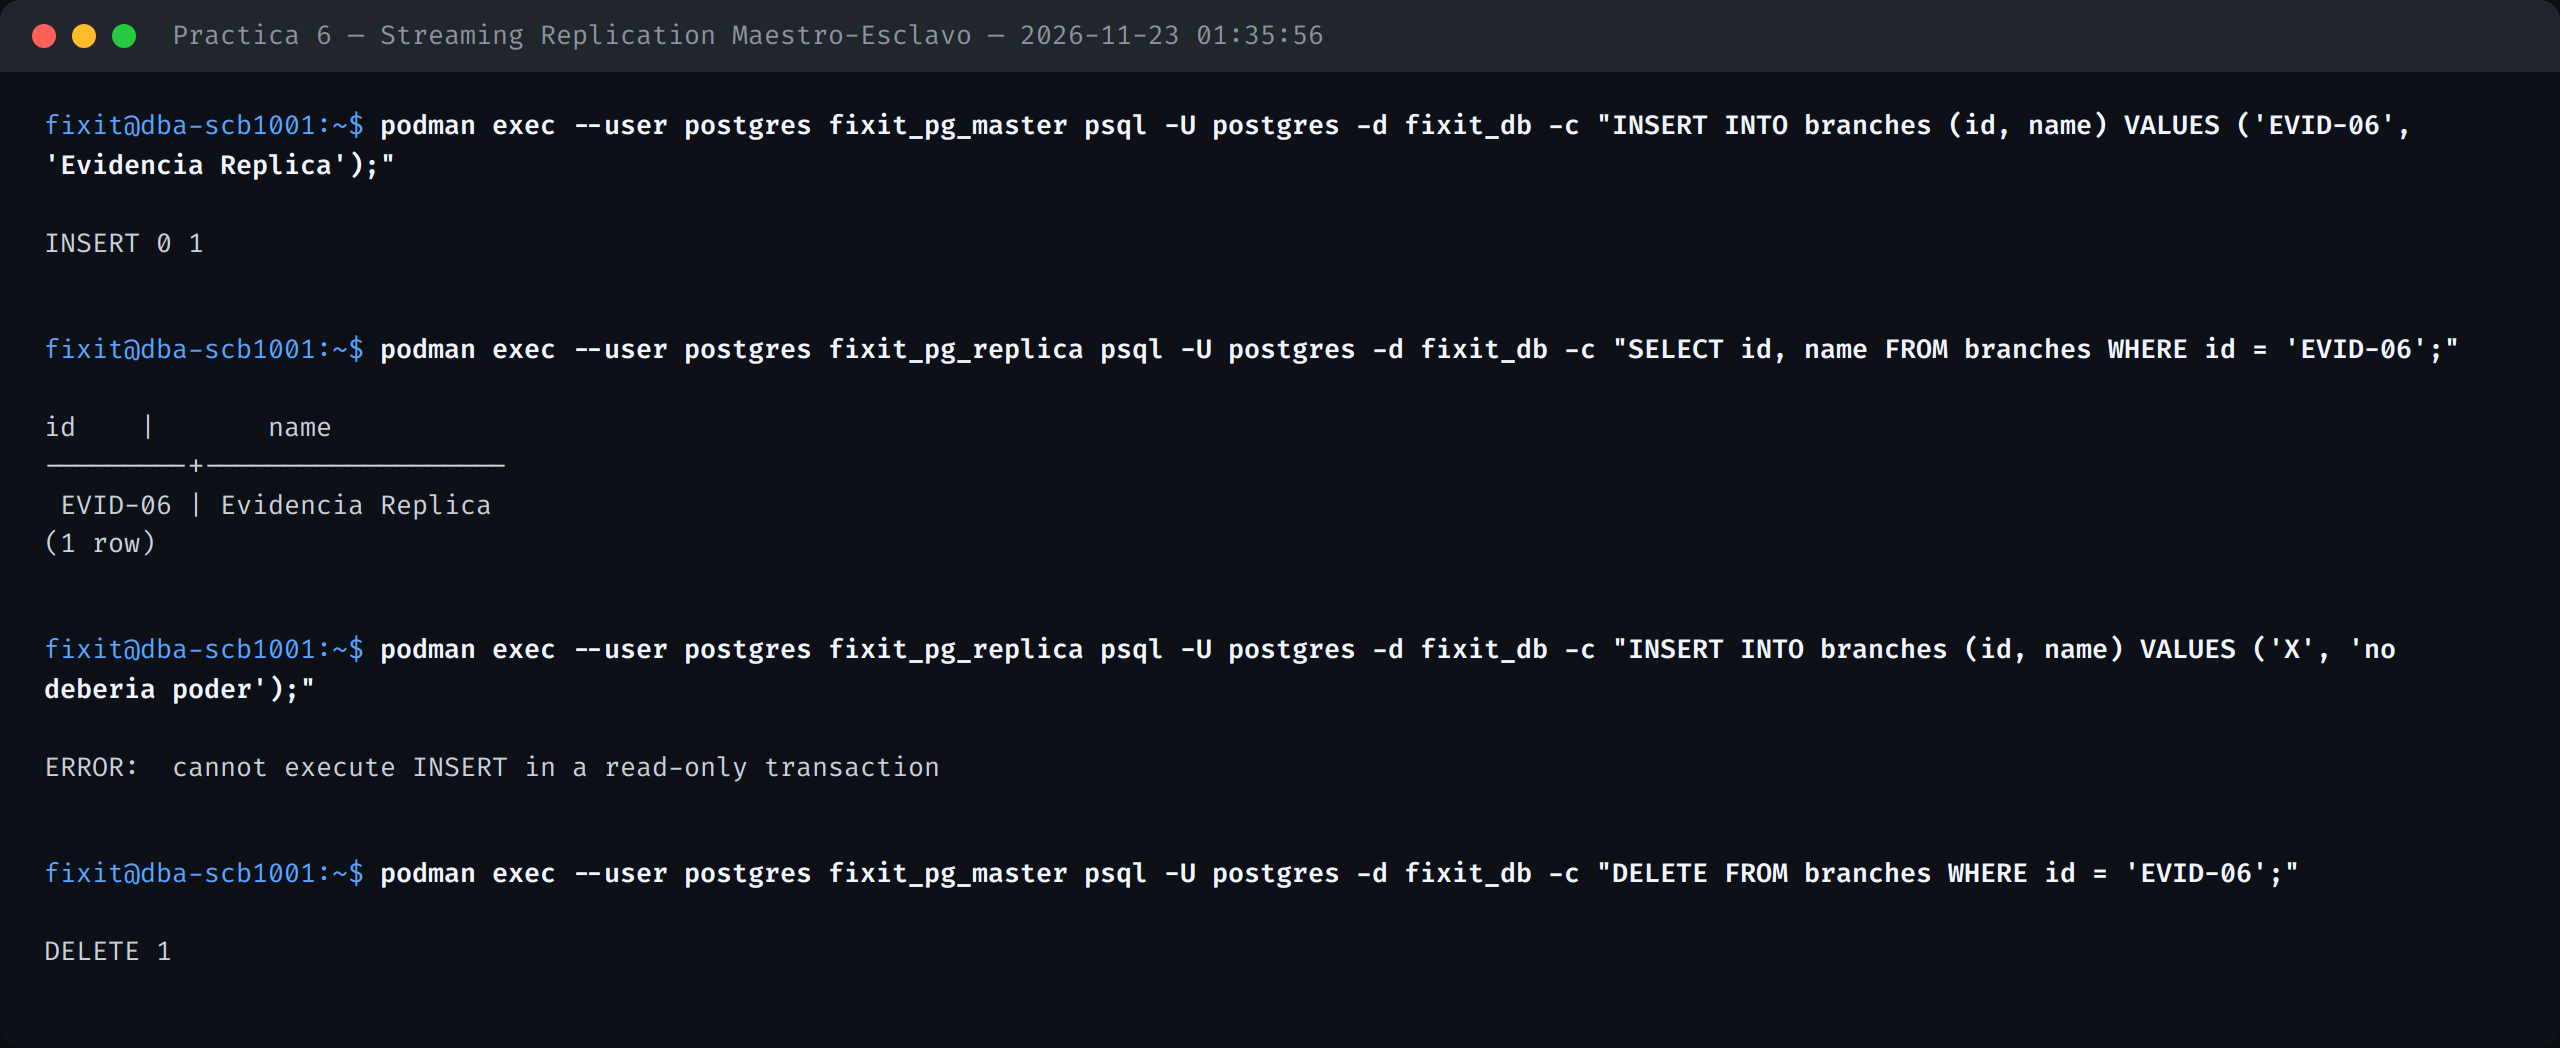 Practica 6 — Streaming Replication Maestro-Esclavo — 2026-11-23 01:35:56
fixit@dba-scb1001:~$ podman exec --user postgres fixit_pg_master psql -U postgres -d fixit_db -c "INSERT INTO branches (id, name) VALUES ('EVID-06',
'Evidencia Replica');"
INSERT 0 1
fixit@dba-scb1001:~$ podman exec --user postgres fixit_pg_replica psql -U postgres -d fixit_db -c "SELECT id, name FROM branches WHERE id = 'EVID-06';"
id    |       name
---------+-------------------
 EVID-06 | Evidencia Replica
(1 row)
fixit@dba-scb1001:~$ podman exec --user postgres fixit_pg_replica psql -U postgres -d fixit_db -c "INSERT INTO branches (id, name) VALUES ('X', 'no
deberia poder');"
ERROR:  cannot execute INSERT in a read-only transaction
fixit@dba-scb1001:~$ podman exec --user postgres fixit_pg_master psql -U postgres -d fixit_db -c "DELETE FROM branches WHERE id = 'EVID-06';"
DELETE 1